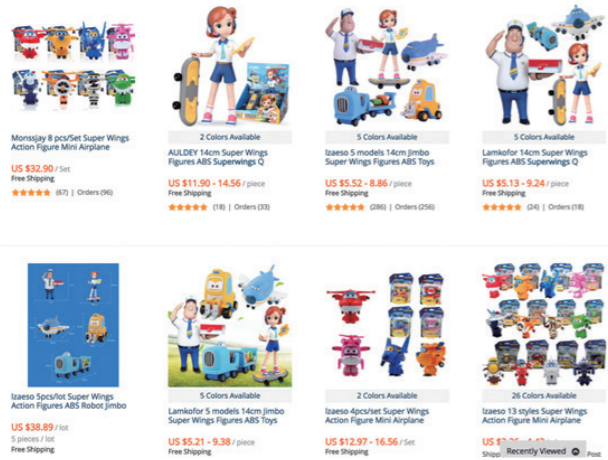 Monssjay 8 pcs/Set Super Wings
Action Figure Mini Airplane
US $32.90 / Set
Free Shipping
(67) | Orders (96)
2 Colors Available
AULDEY 14cm Super Wings
Figures ABS Superwings Q
US $11.90 - 14.56 / piece
Free Shipping
(18) | Orders (33)
5 Colors Available
Izaeso 5 models 14cm Jimbo
Super Wings Figures ABS Toys
US $5.52 - 8.86 / piece
Free Shipping
(286) | Orders (256)
5 Colors Available
Lamkofor 14cm Super Wings
Figures ABS Superwings Q
US $5.13 - 9.24 / piece
Free Shipping
(24) | Orders (18)
Izaeso 5pcs/lot Super Wings
Action Figures ABS Robot Jimbo
US $38.89 / lot
5 pieces / lot
Free Shipping
5 Colors Available
Lamkofor 5 models 14cm Jimbo
Super Wings Figures ABS Toys
US $5.21 - 9.38 / piece
Free Shipping
2 Colors Available
Izaeso 4pcs/set Super Wings
Action Figure Mini Airplane
US $12.97 - 16.56 / Set
Free Shipping
26 Colors Available
Izaeso 13 styles Super Wings
Action Figure Mini Airplane
US
Recently Viewed